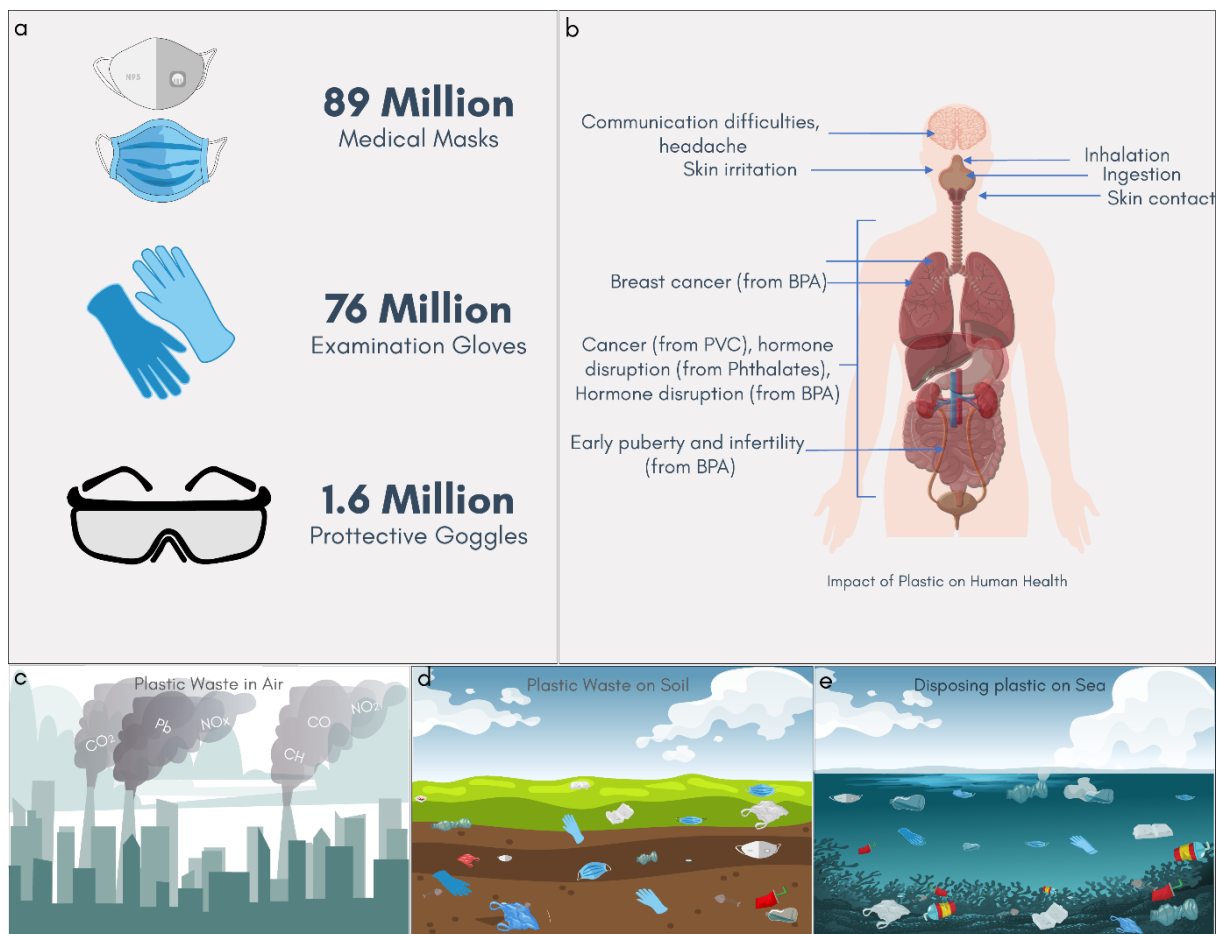 a
N95
89 Million
Medical Masks
76 Million
Examination Gloves
1.6 Million
Prottective Goggles
b
Communication difficulties,
headache
Skin irritation
Inhalation
Ingestion
Skin contact
Breast cancer (from BPA)
Cancer (from PVC), hormone
disruption (from Phthalates),
Hormone disruption (from BPA)
Early puberty and infertility
(from BPA)
Impact of Plastic on Human Health
c
Plastic Waste in Air
CO₂
Pb
NOx
CH
CO
NO₂
d
Plastic Waste on Soil
e
Disposing plastic on Sea